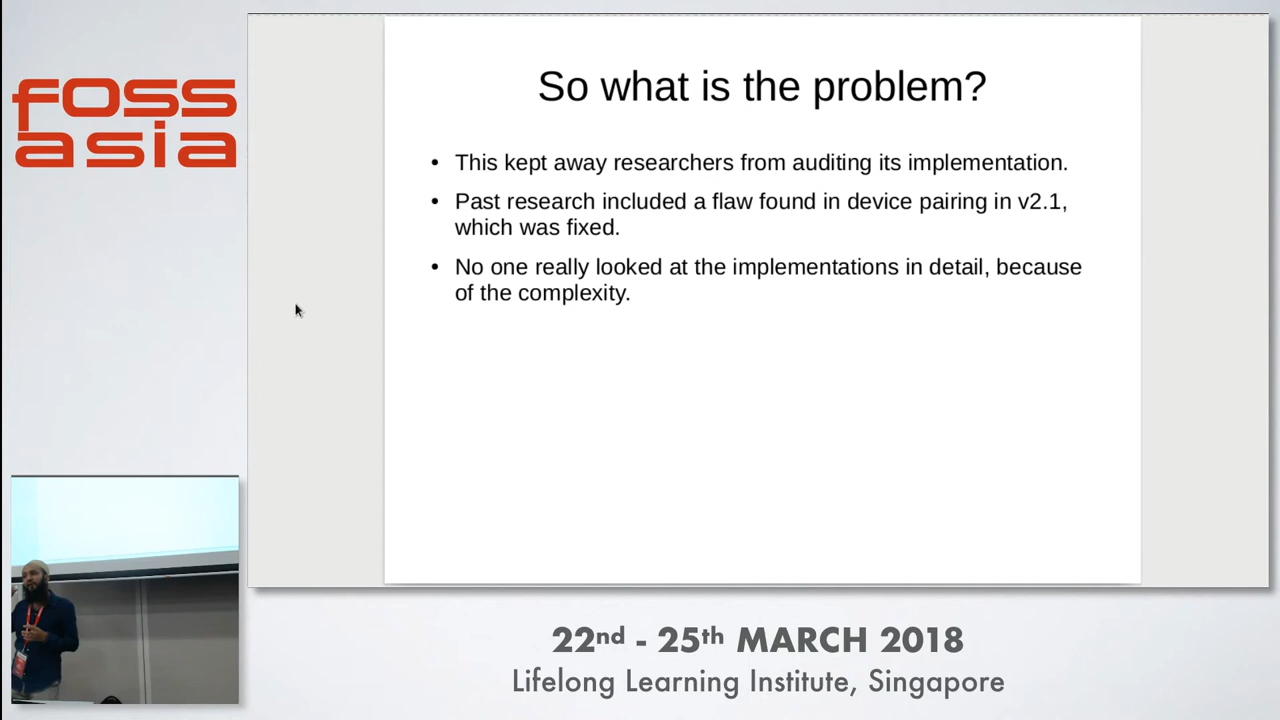 foss
asia
So what is the problem?
• This kept away researchers from auditing its implementation.
• Past research included a flaw found in device pairing in v2.1,
which was fixed.
• No one really looked at the implementations in detail, because
of the complexity.
22nd - 25th MARCH 2018
Lifelong Learning Institute, Singapore